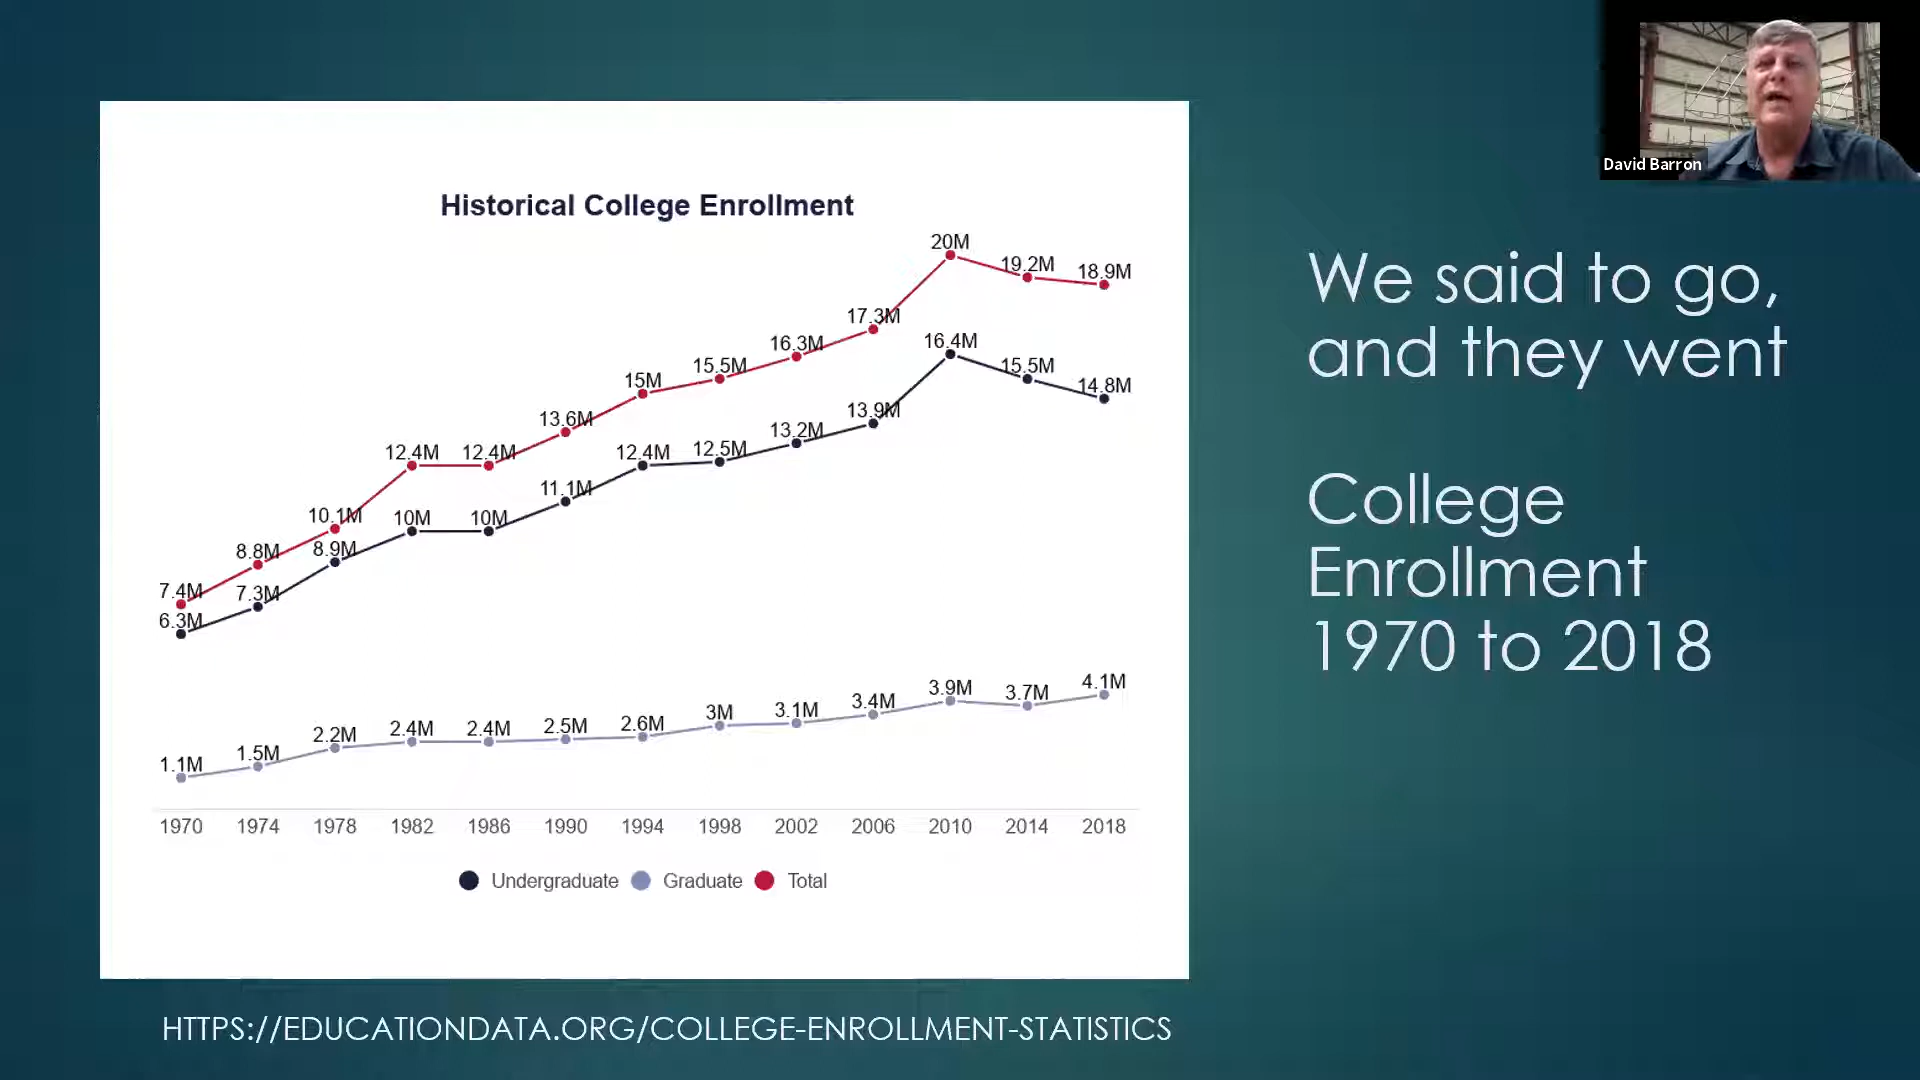 David Barron
Historical College Enrollment
20M
19.2M
18.9M
17.3M
16.3M
15.5M
15M
13.6M
12.4M
12.4M
10.1M
8.8M
7.4M
16.4M
15.5M
14.8M
13.9M
13.2M
12.5M
12.4M
11.1M
10M
10M
8.9M
7.3M
6.3M
1.1M
1.5M
2.2M
2.4M
2.4M
2.5M
2.6M
3M
3.1M
3.4M
3.9M
3.7M
4.1M
1970 1974 1978 1982 1986 1990 1994 1998 2002 2006 2010 2014 2018
Undergraduate Graduate Total
We said to go,
and they went
College
Enrollment
1970 to 2018
HTTPS://EDUCATIONDATA.ORG/COLLEGE-ENROLLMENT-STATISTICS